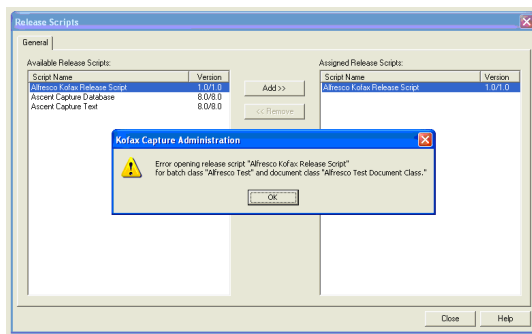 Release Scripts
General
Available Release Scripts:
Script Name Version
Alfresco Kofax Release Script 1.0/1.0
Ascent Capture Database 8.0/8.0
Ascent Capture Text 8.0/8.0
Add >>
<< Remove
Assigned Release Scripts:
Script Name Version
Alfresco Kofax Release Script 1.0/1.0
Kofax Capture Administration
Error opening release script "Alfresco Kofax Release Script"
for batch class "Alfresco Test" and document class "Alfresco Test Document Class."
OK
Close Help